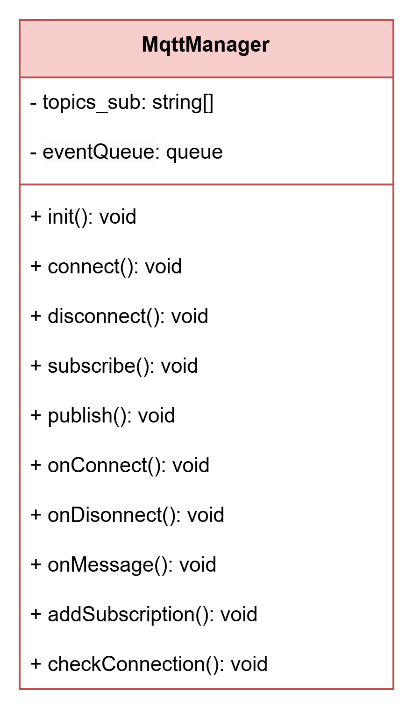 MqttManager
- topics_sub: string[]
- eventQueue: queue
+ init(): void
+ connect(): void
+ disconnect(): void
+ subscribe(): void
+ publish(): void
+ onConnect(): void
+ onDisonnect(): void
+ onMessage(): void
+ addSubscription(): void
+ checkConnection(): void